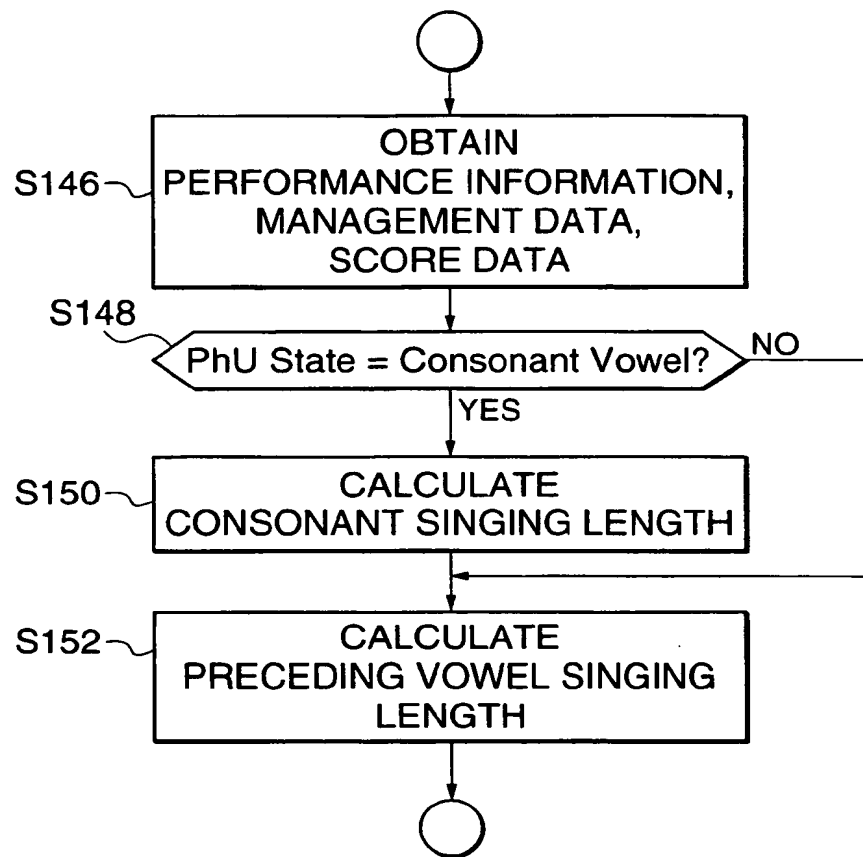 S146
OBTAIN
PERFORMANCE INFORMATION,
MANAGEMENT DATA,
SCORE DATA
S148
PhU State = Consonant Vowel?
NO
YES
S150
CALCULATE
CONSONANT SINGING LENGTH
S152
CALCULATE
PRECEDING VOWEL SINGING
LENGTH